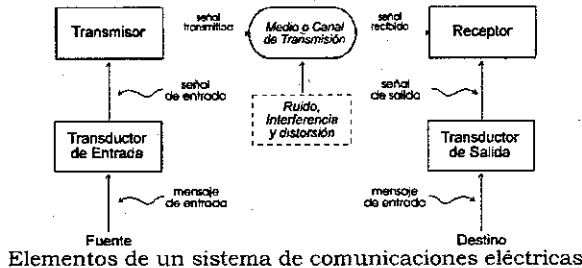 Transmisor
señal
transmitida
Medio o Canal
de Transmisión
señal
recibida
Receptor
señal
de entrada
Ruido,
Interferencia
y distorsión
señal
de salida
Transductor
de Entrada
Transductor
de Salida
mensaje
de entrada
mensaje
de entrada
Fuente
Destino
Elementos de un sistema de comunicaciones eléctricas